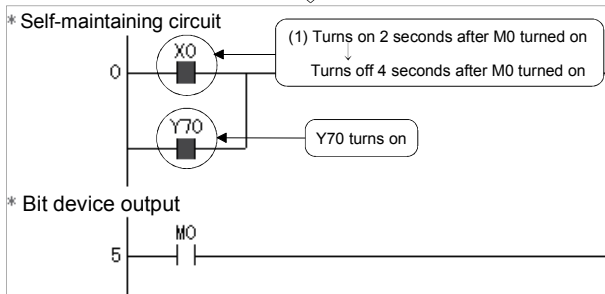 * Self-maintaining circuit
X0
(1) Turns on 2 seconds after M0 turned on
Turns off 4 seconds after M0 turned on
0
Y70
Y70 turns on
* Bit device output
M0
5